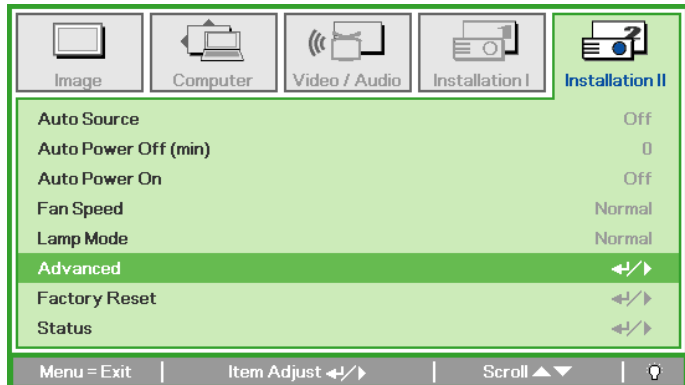 Image Computer Video / Audio Installation I Installation II
Auto Source Off
Auto Power Off (min) 0
Auto Power On Off
Fan Speed Normal
Lamp Mode Normal
Advanced ↵/▶
Factory Reset ↵/▶
Status ↵/▶
Menu = Exit | Item Adjust ↵/▶ | Scroll ▲▼ |